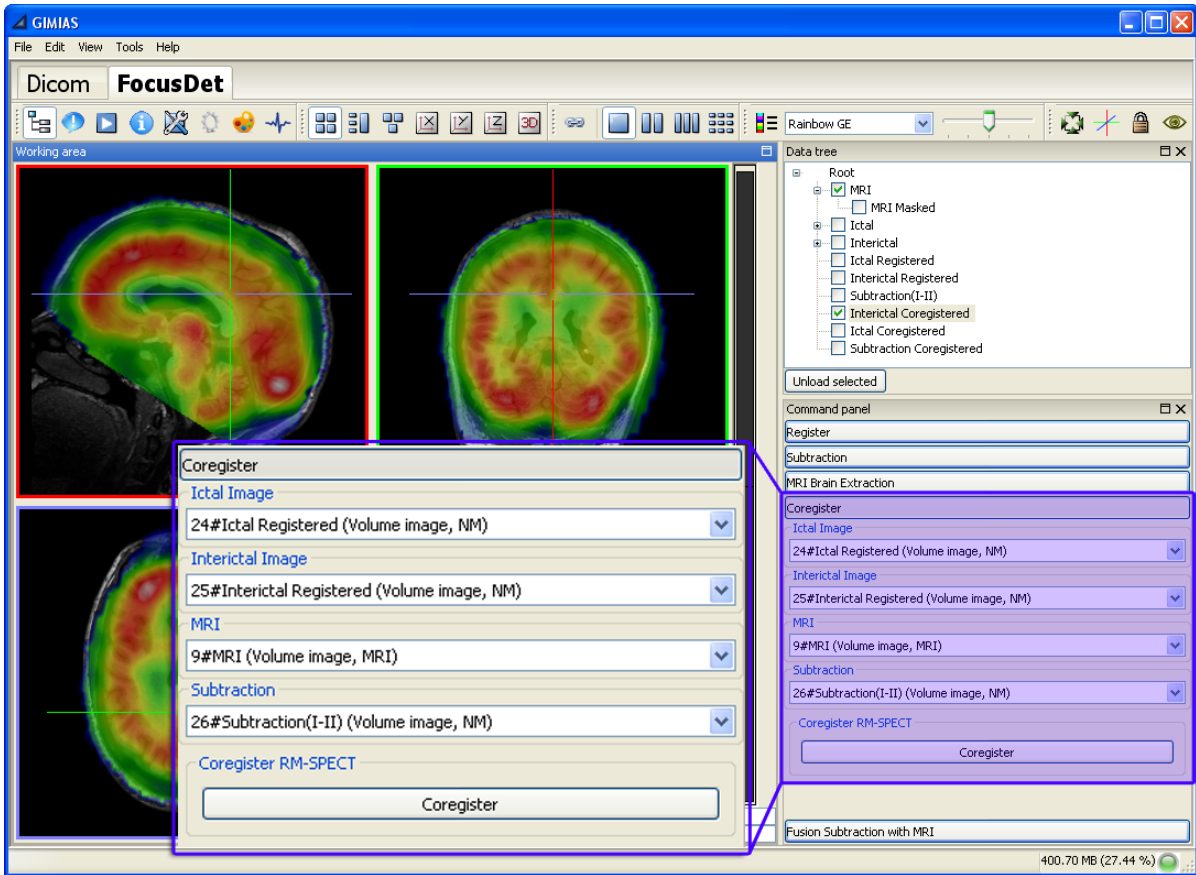 GIMIAS
File Edit View Tools Help
Dicom FocusDet
X Y Z 3D Rainbow GE
Working area
Data tree
Root
MRI
MRI Masked
Ictal
Interictal
Ictal Registered
Interictal Registered
Subtraction(I-II)
Interictal Coregistered
Ictal Coregistered
Subtraction Coregistered
Unload selected
Command panel
Register
Subtraction
MRI Brain Extraction
Coregister
Ictal Image
24#Ictal Registered (Volume image, NM)
Interictal Image
25#Interictal Registered (Volume image, NM)
MRI
9#MRI (Volume image, MRI)
Subtraction
26#Subtraction(I-II) (Volume image, NM)
Coregister RM-SPECT
Coregister
Coregister
Ictal Image
24#Ictal Registered (Volume image, NM)
Interictal Image
25#Interictal Registered (Volume image, NM)
MRI
9#MRI (Volume image, MRI)
Subtraction
26#Subtraction(I-II) (Volume image, NM)
Coregister RM-SPECT
Coregister
Fusion Subtraction with MRI
400.70 MB (27.44 %)